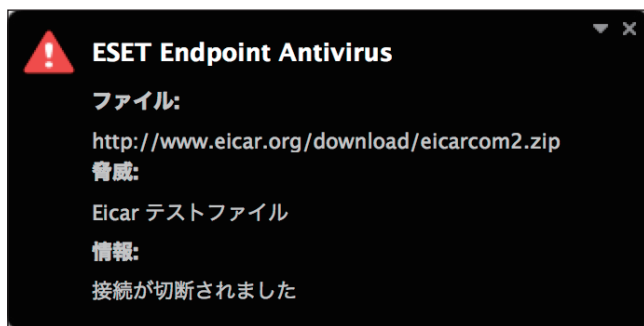 ESET Endpoint Antivirus
ファイル:
http://www.eicar.org/download/eicarcom2.zip
脅威:
Eicar テストファイル
情報:
接続が切断されました